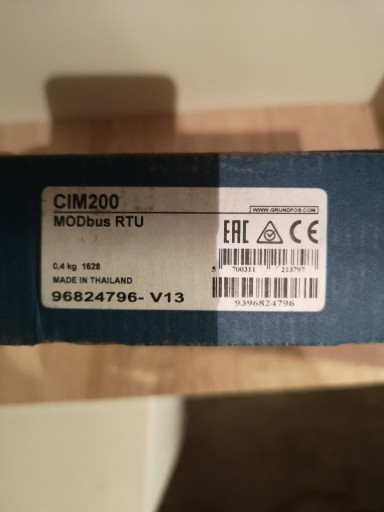 CIM200
MODbus RTU
WWW.GRUNDFOS.COM
EAC CE
0,4 kg 1628
MADE IN THAILAND
96824796- V13
5 700311 213797
9396824796